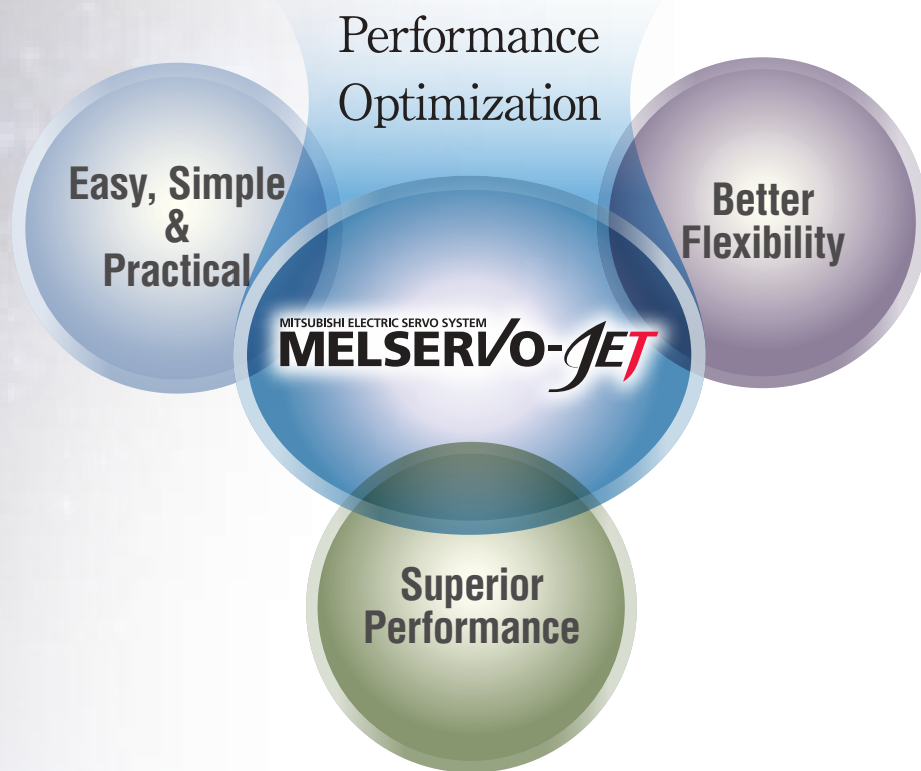 Performance
Optimization
Easy, Simple
&
Practical
Better
Flexibility
MITSUBISHI ELECTRIC SERVO SYSTEM
MELSERVO-JET
Superior
Performance